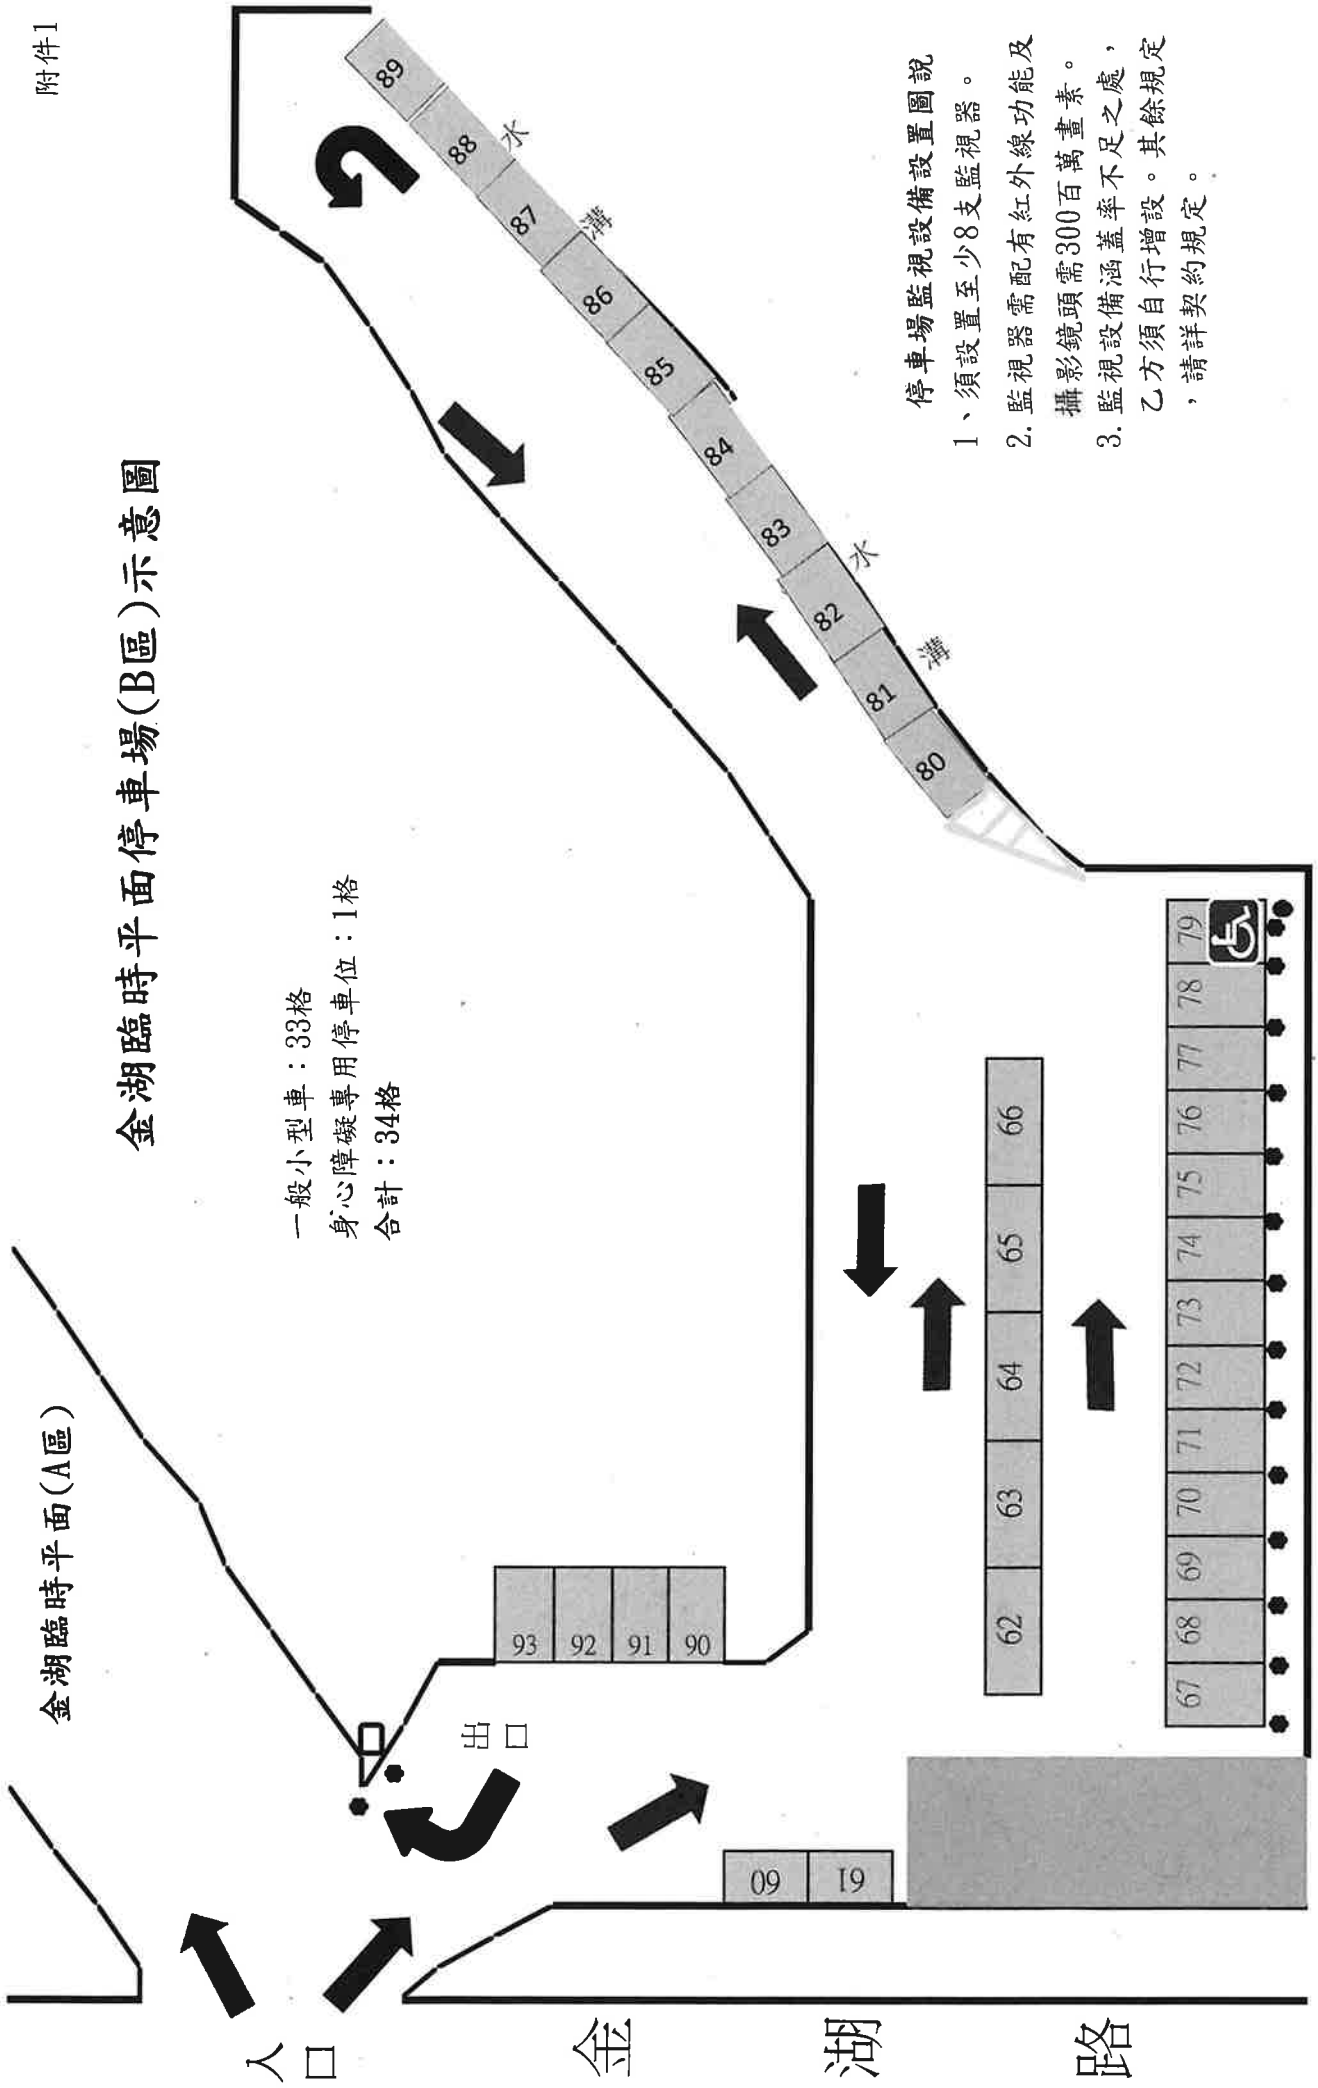 附件1
金湖臨時平面停車場(B區)示意圖
金湖臨時平面(A區)
一般小型車：33格
身心障礙專用停車位：1格
合計：34格
停車場監視設備設置圖說
1、須設置至少8支監視器。
2.監視器需配有紅外線功能及
攝影鏡頭需300百萬畫素。
3.監視設備涵蓋率不足之處，
乙方須自行增設。其餘規定
，請詳契約規定。
入口
出口
金湖路
水溝
水溝
60
61
62
63
64
65
66
67
68
69
70
71
72
73
74
75
76
77
78
79
80
81
82
83
84
85
86
87
88
89
90
91
92
93